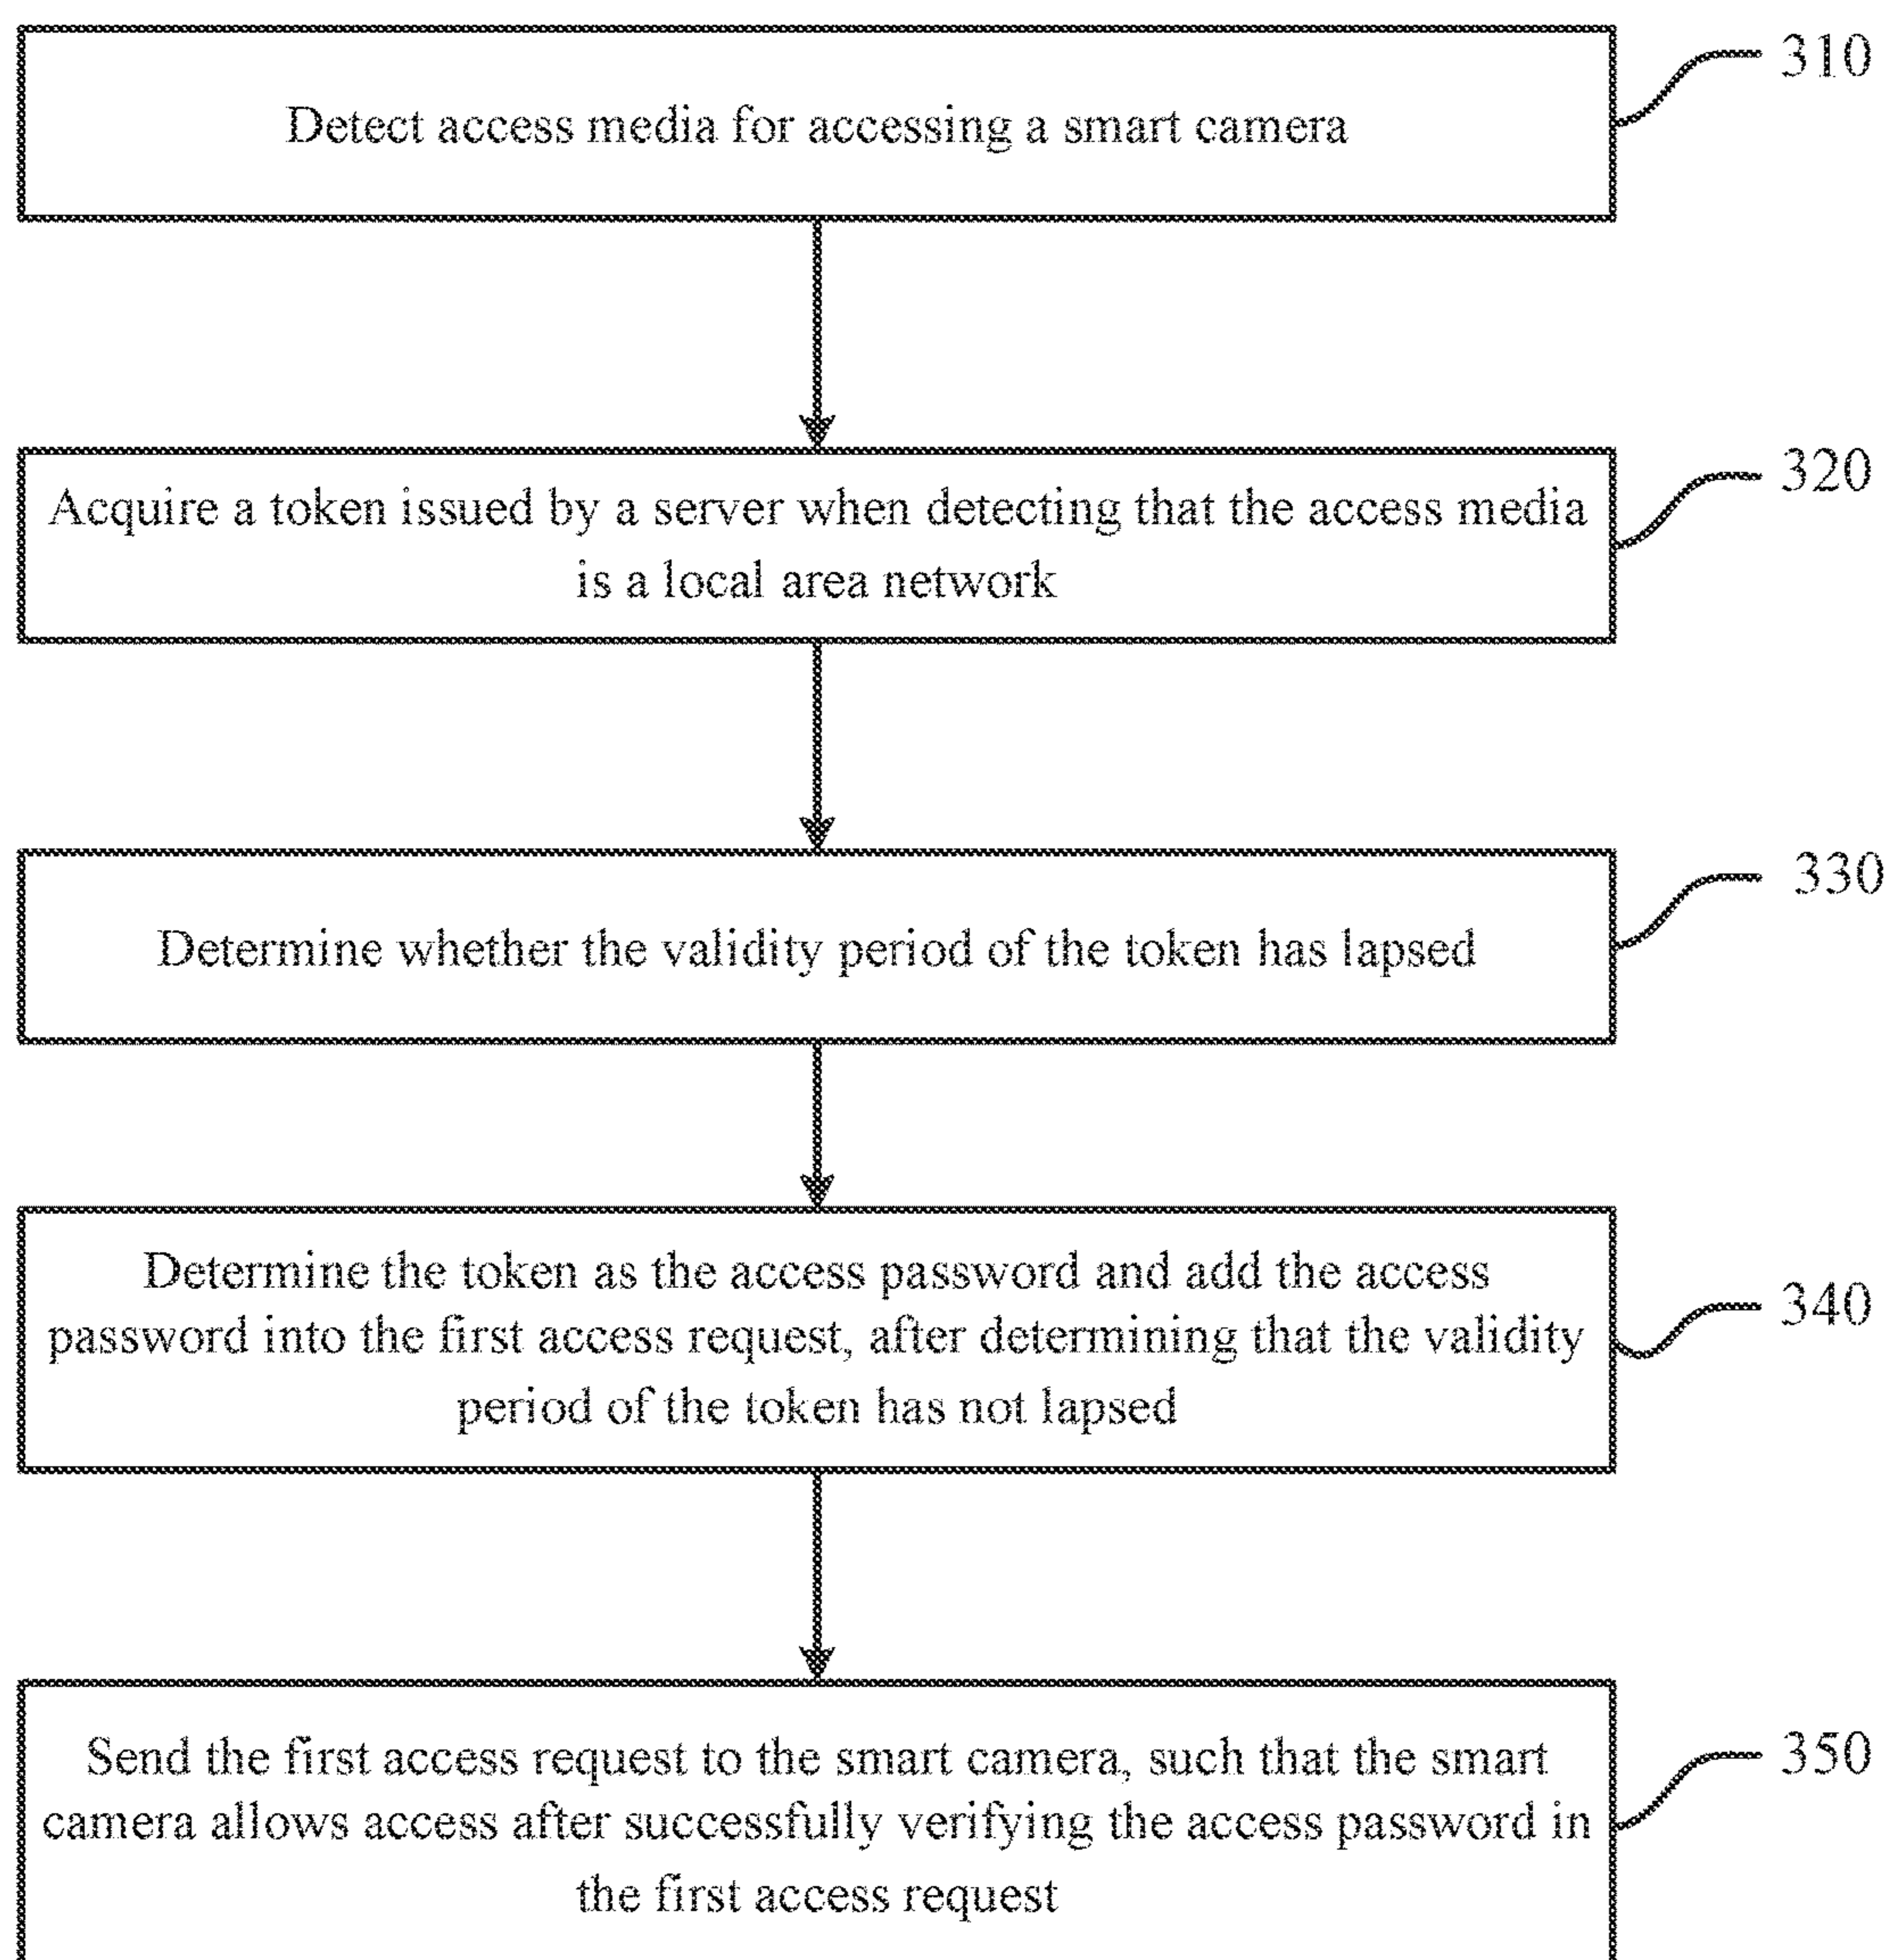 310
Detect access media for accessing a smart camera
320
Acquire a token issued by a server when detecting that the access media
is a local area network
330
Determine whether the validity period of the token has lapsed
Determine the token as the access password and add the access
340
password into the first access request, after determining that the validity
period of the token has not lapsed
350
Send the first access request to the smart camera, such that the smart
camera allows access after successfully verifying the access password in
the first access request